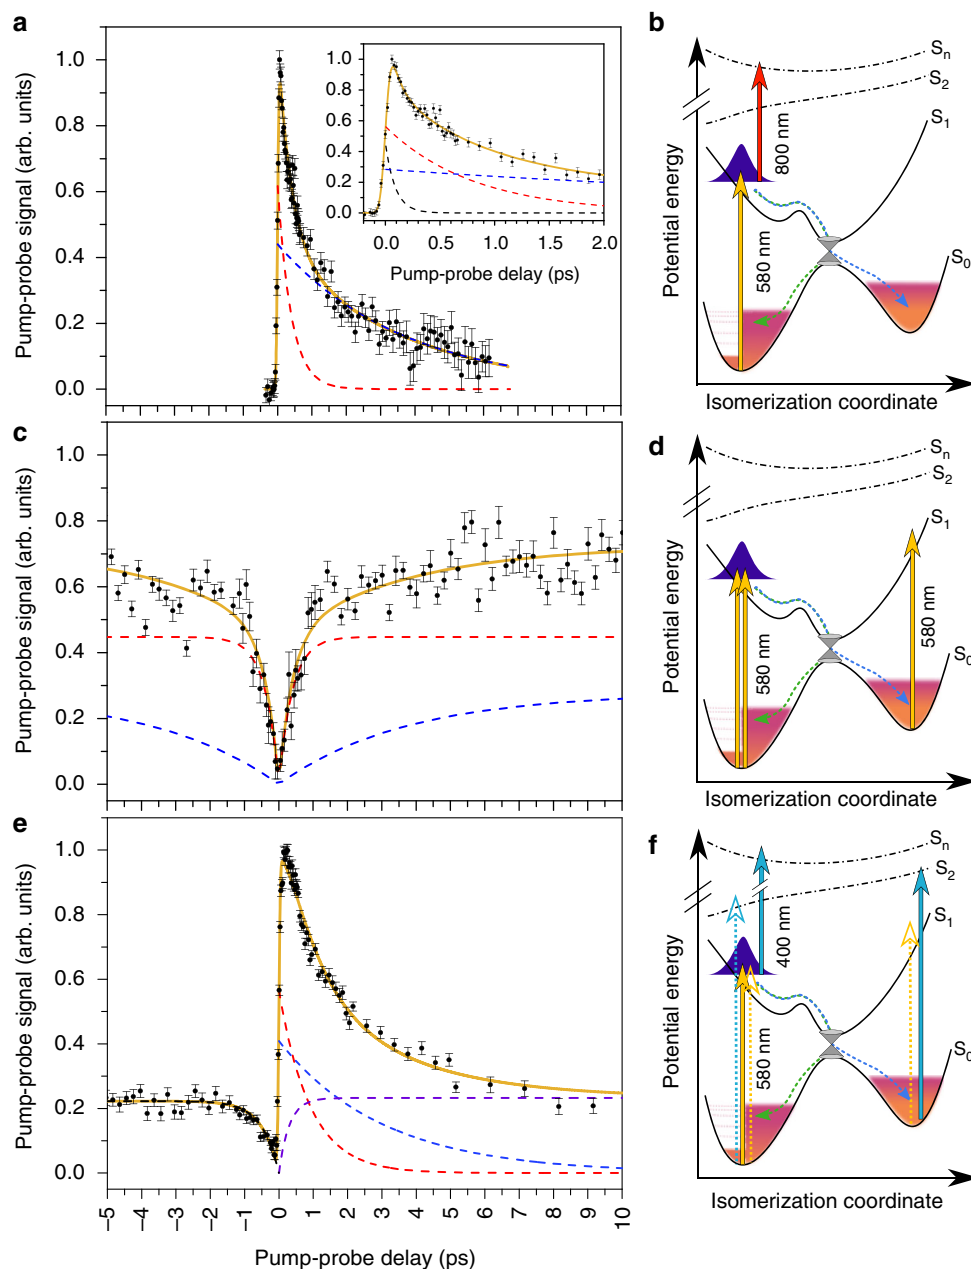 a
Pump-probe signal (arb. units)
1.0
0.8
0.6
0.4
0.2
0.0
1.0
0.8
0.6
0.4
0.2
0.0
0.0
0.5
1.0
1.5
2.0
Pump-probe delay (ps)
b
Potential energy
Sn
S2
S1
S0
800 nm
580 nm
Isomerization coordinate
c
Pump-probe signal (arb. units)
1.0
0.8
0.6
0.4
0.2
0.0
d
Potential energy
Sn
S2
S1
S0
580 nm
580 nm
Isomerization coordinate
e
Pump-probe signal (arb. units)
1.0
0.8
0.6
0.4
0.2
0.0
−5 −4 −3 −2 −1 0 1 2 3 4 5 6 7 8 9 10
Pump-probe delay (ps)
f
Potential energy
Sn
S2
S1
S0
400 nm
580 nm
Isomerization coordinate